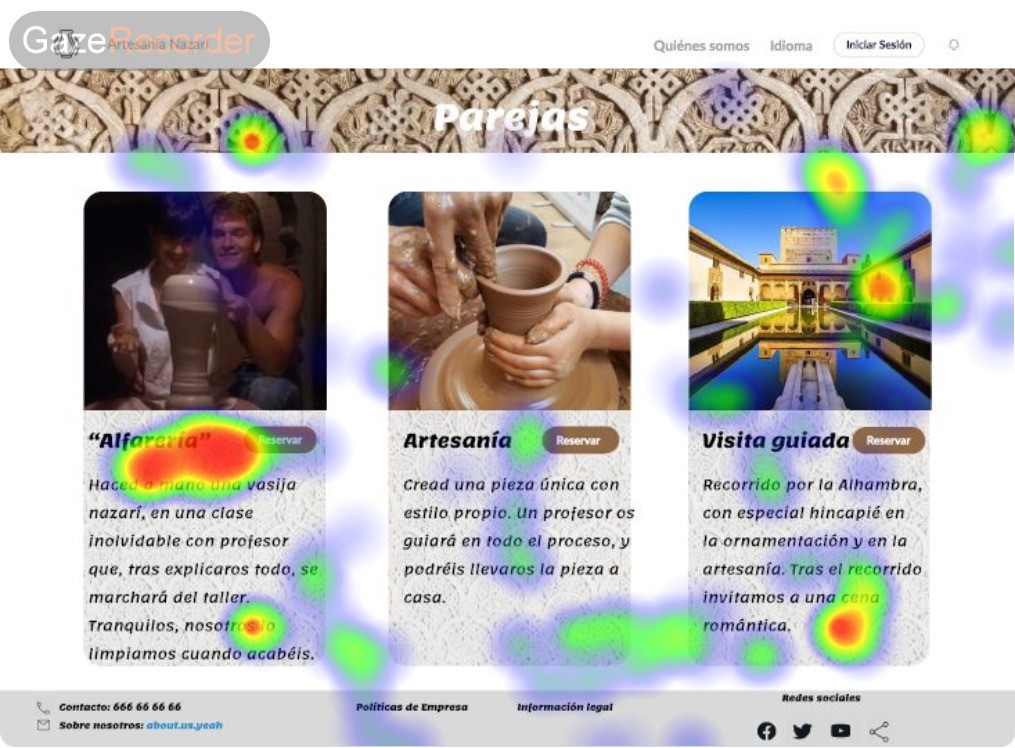 GazeRecorder
Artesanía Nazarí
Quiénes somos
Idioma
Iniciar Sesión
Parejas
“Alfarería”
Reservar
Haced a mano una vasija
nazarí, en una clase
inolvidable con profesor
que, tras explicaros todo, se
marchará del taller.
Tranquilos, nosotros lo
limpiamos cuando acabéis.
Artesanía
Reservar
Cread una pieza única con
estilo propio. Un profesor os
guiará en todo el proceso, y
podréis llevaros la pieza a
casa.
Visita guiada
Reservar
Recorrido por la Alhambra,
con especial hincapié en
la ornamentación y en la
artesanía. Tras el recorrido
invitamos a una cena
romántica.
Contacto: 666 66 66 66
Sobre nosotros: about.us.yeah
Políticas de Empresa
Información legal
Redes sociales